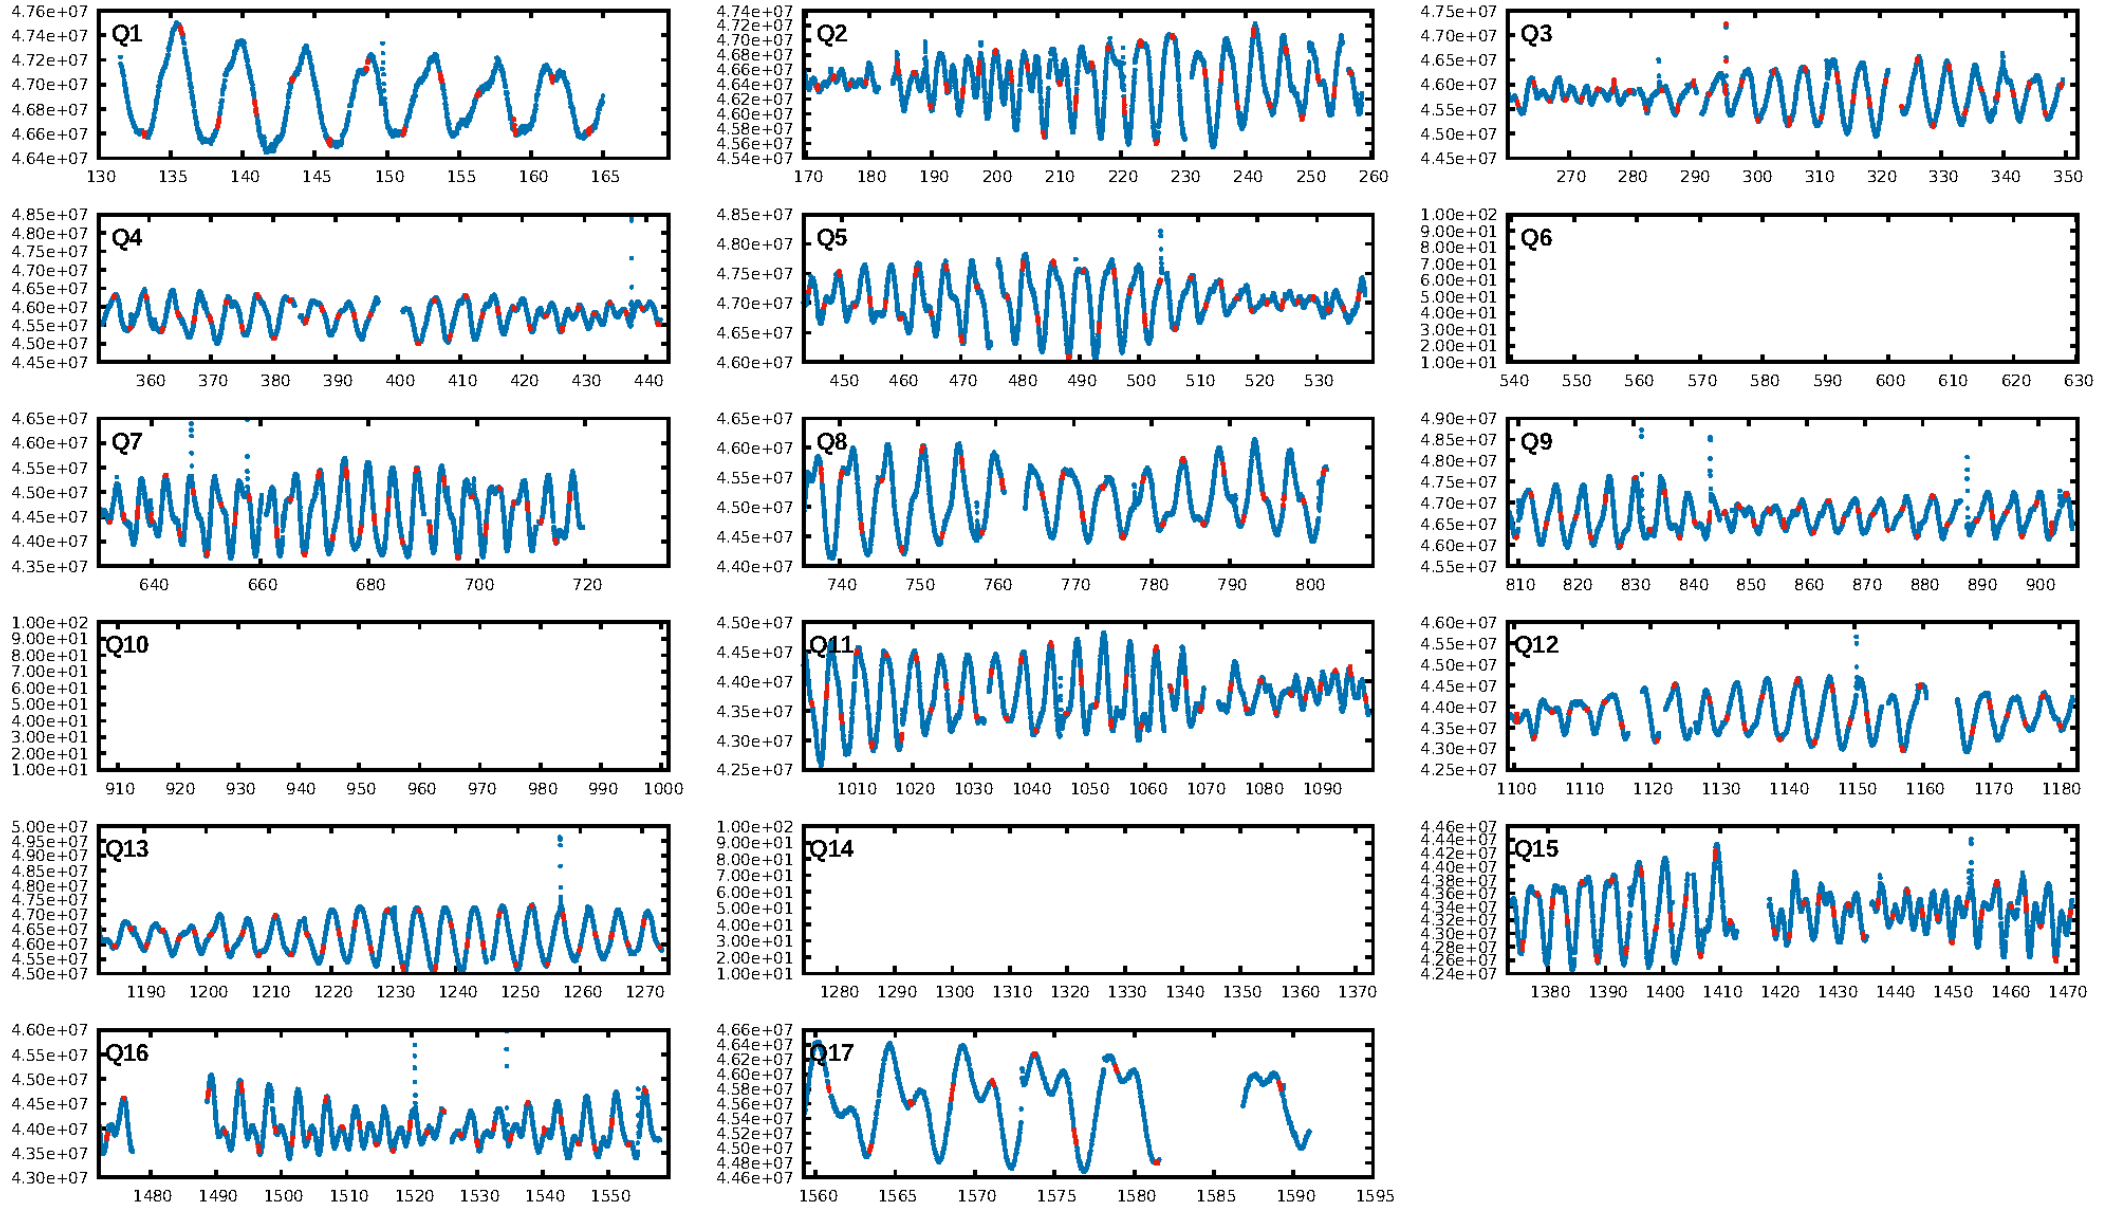 Q1
4.76e+07
4.74e+07
4.72e+07
4.70e+07
4.68e+07
4.66e+07
4.64e+07
130 135 140 145 150 155 160 165
Q2
4.74e+07
4.72e+07
4.70e+07
4.68e+07
4.66e+07
4.64e+07
4.62e+07
4.60e+07
4.58e+07
4.56e+07
4.54e+07
170 180 190 200 210 220 230 240 250 260
Q3
4.75e+07
4.70e+07
4.65e+07
4.60e+07
4.55e+07
4.50e+07
4.45e+07
270 280 290 300 310 320 330 340 350
Q4
4.85e+07
4.80e+07
4.75e+07
4.70e+07
4.65e+07
4.60e+07
4.55e+07
4.50e+07
4.45e+07
360 370 380 390 400 410 420 430 440
Q5
4.85e+07
4.80e+07
4.75e+07
4.70e+07
4.65e+07
4.60e+07
450 460 470 480 490 500 510 520 530
Q6
1.00e+02
9.00e+01
8.00e+01
7.00e+01
6.00e+01
5.00e+01
4.00e+01
3.00e+01
2.00e+01
1.00e+01
540 550 560 570 580 590 600 610 620 630
Q7
4.65e+07
4.60e+07
4.55e+07
4.50e+07
4.45e+07
4.40e+07
4.35e+07
640 660 680 700 720
Q8
4.65e+07
4.60e+07
4.55e+07
4.50e+07
4.45e+07
4.40e+07
740 750 760 770 780 790 800
Q9
4.90e+07
4.85e+07
4.80e+07
4.75e+07
4.70e+07
4.65e+07
4.60e+07
4.55e+07
810 820 830 840 850 860 870 880 890 900
Q10
1.00e+02
9.00e+01
8.00e+01
7.00e+01
6.00e+01
5.00e+01
4.00e+01
3.00e+01
2.00e+01
1.00e+01
910 920 930 940 950 960 970 980 990 1000
Q11
4.50e+07
4.45e+07
4.40e+07
4.35e+07
4.30e+07
4.25e+07
1010 1020 1030 1040 1050 1060 1070 1080 1090
Q12
4.60e+07
4.55e+07
4.50e+07
4.45e+07
4.40e+07
4.35e+07
4.30e+07
4.25e+07
1100 1110 1120 1130 1140 1150 1160 1170 1180
Q13
5.00e+07
4.95e+07
4.90e+07
4.85e+07
4.80e+07
4.75e+07
4.70e+07
4.65e+07
4.60e+07
4.55e+07
4.50e+07
1190 1200 1210 1220 1230 1240 1250 1260 1270
Q14
1.00e+02
9.00e+01
8.00e+01
7.00e+01
6.00e+01
5.00e+01
4.00e+01
3.00e+01
2.00e+01
1.00e+01
1280 1290 1300 1310 1320 1330 1340 1350 1360 1370
Q15
4.46e+07
4.44e+07
4.42e+07
4.40e+07
4.38e+07
4.36e+07
4.34e+07
4.32e+07
4.30e+07
4.28e+07
4.26e+07
4.24e+07
1380 1390 1400 1410 1420 1430 1440 1450 1460 1470
Q16
4.60e+07
4.55e+07
4.50e+07
4.45e+07
4.40e+07
4.35e+07
4.30e+07
1480 1490 1500 1510 1520 1530 1540 1550
Q17
4.66e+07
4.64e+07
4.62e+07
4.60e+07
4.58e+07
4.56e+07
4.54e+07
4.52e+07
4.50e+07
4.48e+07
4.46e+07
1560 1565 1570 1575 1580 1585 1590 1595